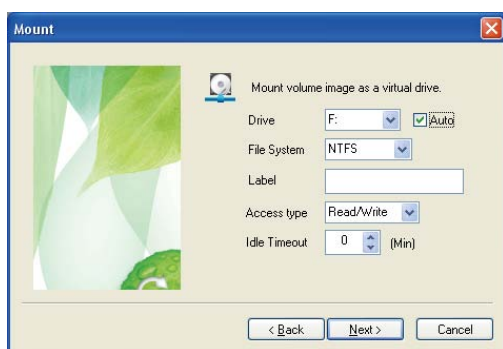 Mount
Mount volume image as a virtual drive.
Drive F: Auto
File System NTFS
Label
Access type Read/Write
Idle Timeout 0 (Min)
< Back Next > Cancel